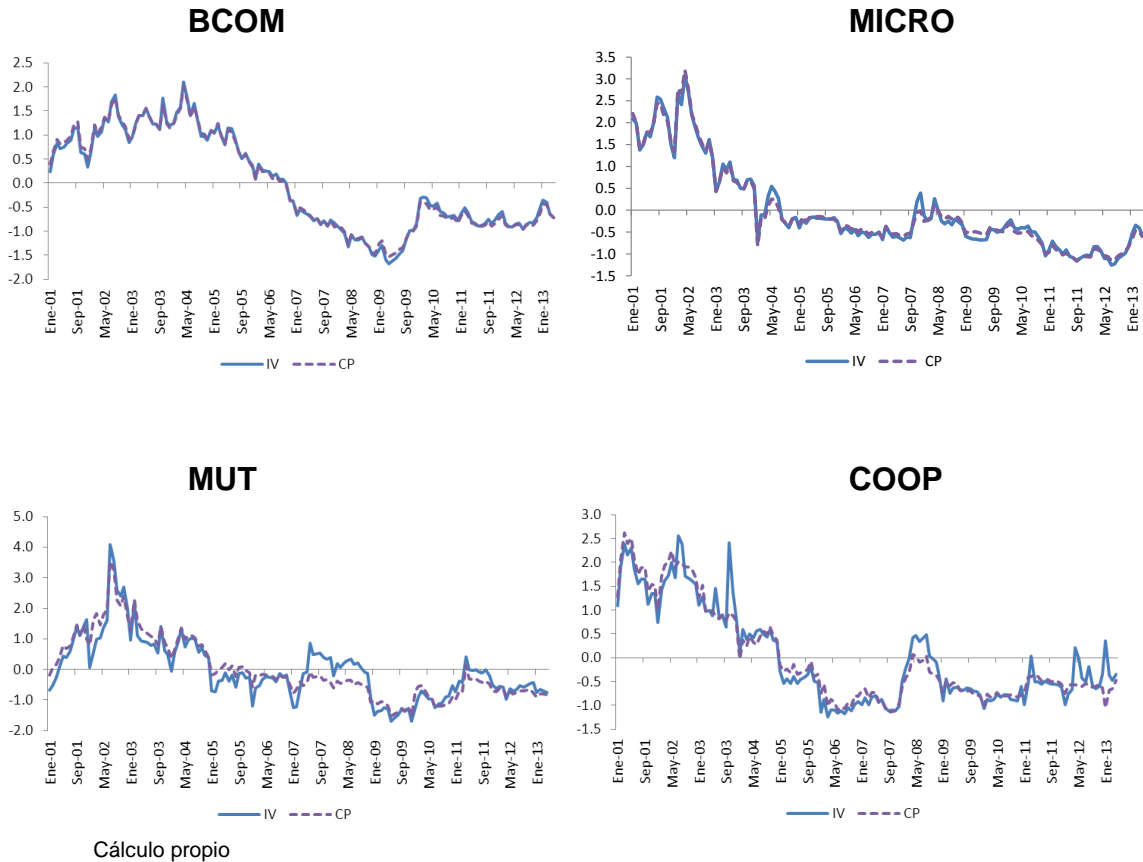 BCOM
2.5
2.0
1.5
1.0
0.5
0.0
-0.5
-1.0
-1.5
-2.0
Ene-01
Sep-01
May-02
Ene-03
Sep-03
May-04
Ene-05
Sep-05
May-06
Ene-07
Sep-07
May-08
Ene-09
Sep-09
May-10
Ene-11
Sep-11
May-12
Ene-13
IV CP
MICRO
3.5
3.0
2.5
2.0
1.5
1.0
0.5
0.0
-0.5
-1.0
-1.5
Ene-01
Sep-01
May-02
Ene-03
Sep-03
May-04
Ene-05
Sep-05
May-06
Ene-07
Sep-07
May-08
Ene-09
Sep-09
May-10
Ene-11
Sep-11
May-12
Ene-13
IV CP
MUT
5.0
4.0
3.0
2.0
1.0
0.0
-1.0
-2.0
Ene-01
Sep-01
May-02
Ene-03
Sep-03
May-04
Ene-05
Sep-05
May-06
Ene-07
Sep-07
May-08
Ene-09
Sep-09
May-10
Ene-11
Sep-11
May-12
Ene-13
IV CP
COOP
3.0
2.5
2.0
1.5
1.0
0.5
0.0
-0.5
-1.0
-1.5
Ene-01
Sep-01
May-02
Ene-03
Sep-03
May-04
Ene-05
Sep-05
May-06
Ene-07
Sep-07
May-08
Ene-09
Sep-09
May-10
Ene-11
Sep-11
May-12
Ene-13
IV CP
Cálculo propio